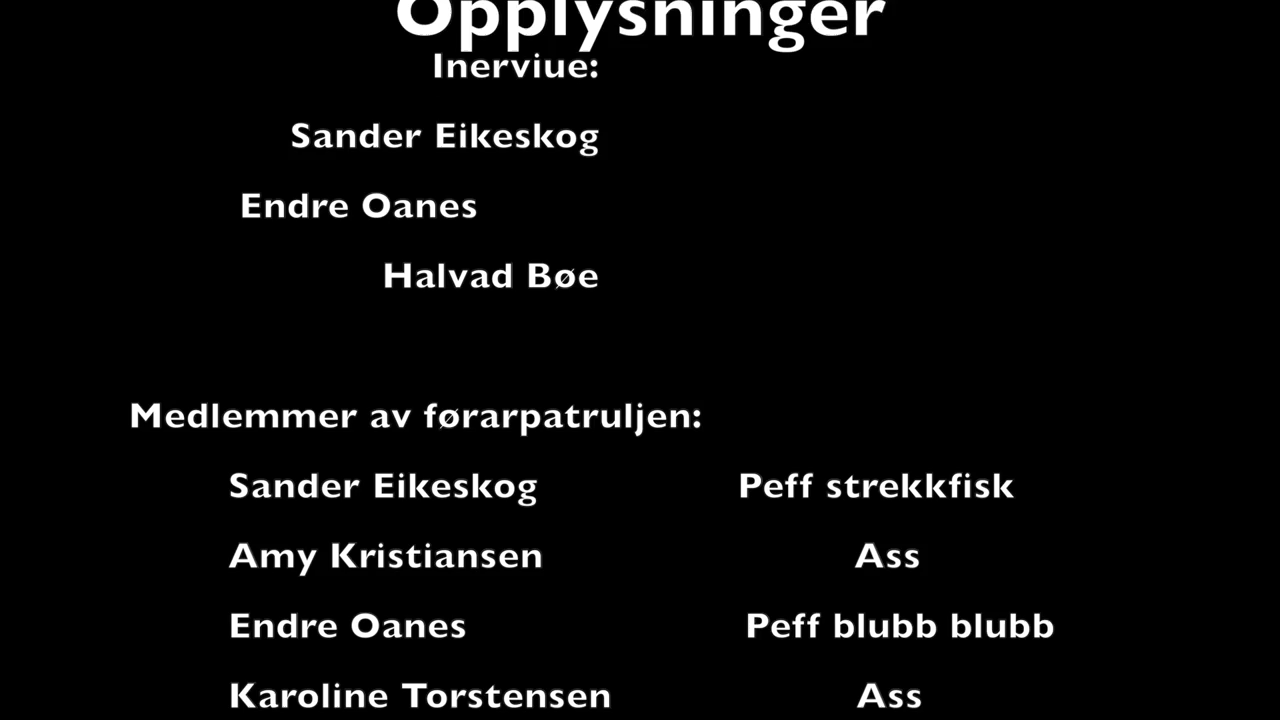 Opplysninger
Inerviue:
Sander Eikeskog
Endre Oanes
Halvad Bøe
Medlemmer av førarpatruljen:
Sander Eikeskog Peff strekkfisk
Amy Kristiansen Ass
Endre Oanes Peff blubb blubb
Karoline Torstensen Ass